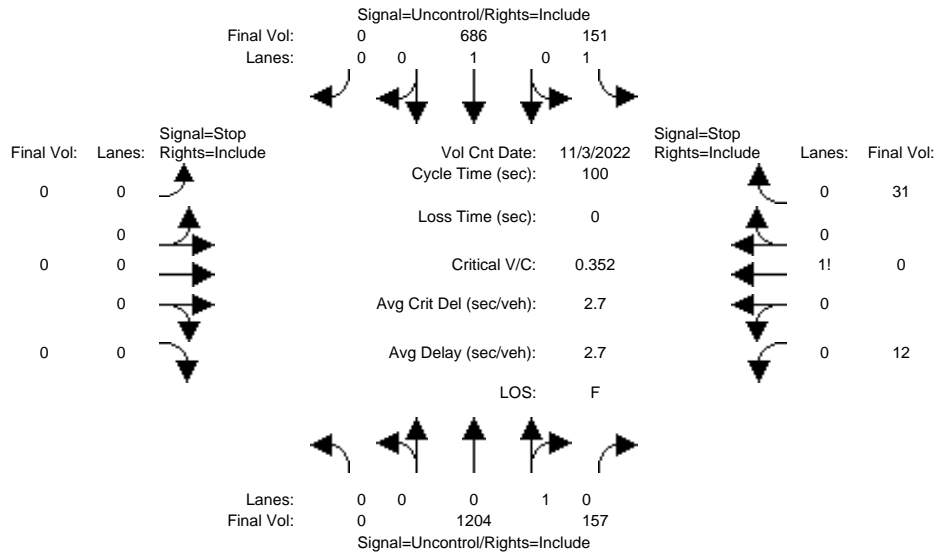 Signal=Uncontrol/Rights=Include
Final Vol: 0 686 151
Lanes: 0 0 1 0 1
Signal=Stop Signal=Stop
Final Vol: Lanes: Rights=Include Vol Cnt Date: 11/3/2022 Rights=Include Lanes: Final Vol:
Cycle Time (sec): 100
0 0 0 31
Loss Time (sec): 0
0 0
0 0 Critical V/C: 0.352 1! 0
0 Avg Crit Del (sec/veh): 2.7 0
0 0 Avg Delay (sec/veh): 2.7 0 12
LOS: F
Lanes: 0 0 0 1 0
Final Vol: 0 1204 157
Signal=Uncontrol/Rights=Include